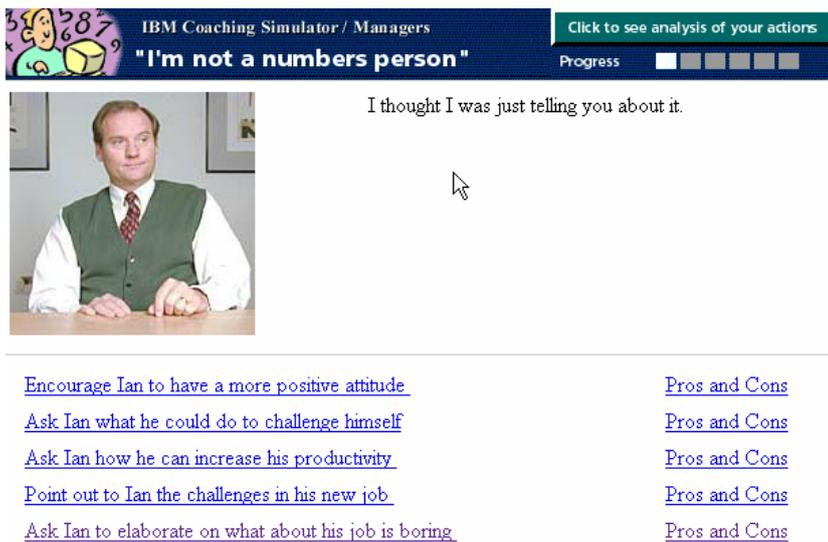 IBM Coaching Simulator / Managers
"I'm not a numbers person"
Click to see analysis of your actions
Progress
I thought I was just telling you about it.
Encourage Ian to have a more positive attitude Pros and Cons
Ask Ian what he could do to challenge himself Pros and Cons
Ask Ian how he can increase his productivity Pros and Cons
Point out to Ian the challenges in his new job Pros and Cons
Ask Ian to elaborate on what about his job is boring Pros and Cons